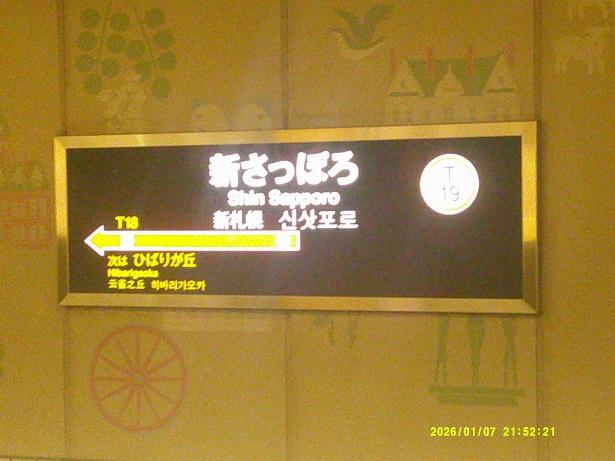 新さっぽろ
Shin Sapporo
新札幌 신삿포로
T
19
T18
次は ひばりが丘
Hibarigaoka
云雀之丘 히바리가오카
2026/01/07 21:52:21